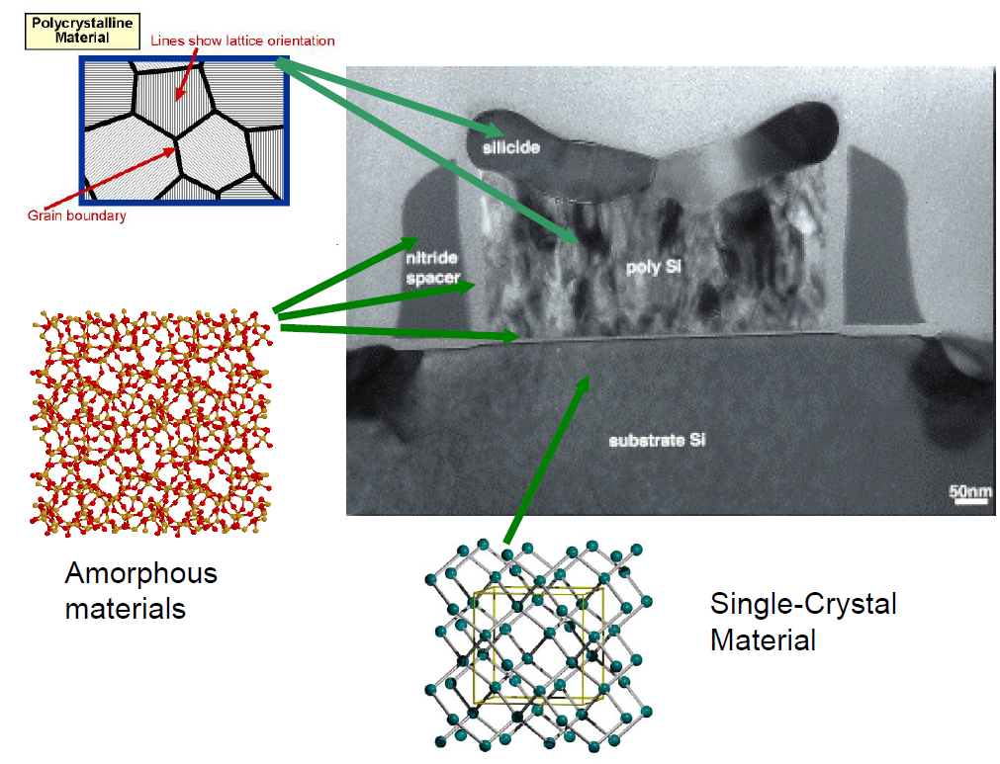 Polycrystalline
Material
Lines show lattice orientation
Grain boundary
silicide
nitride
spacer
poly Si
substrate Si
50nm
Amorphous
materials
Single-Crystal
Material